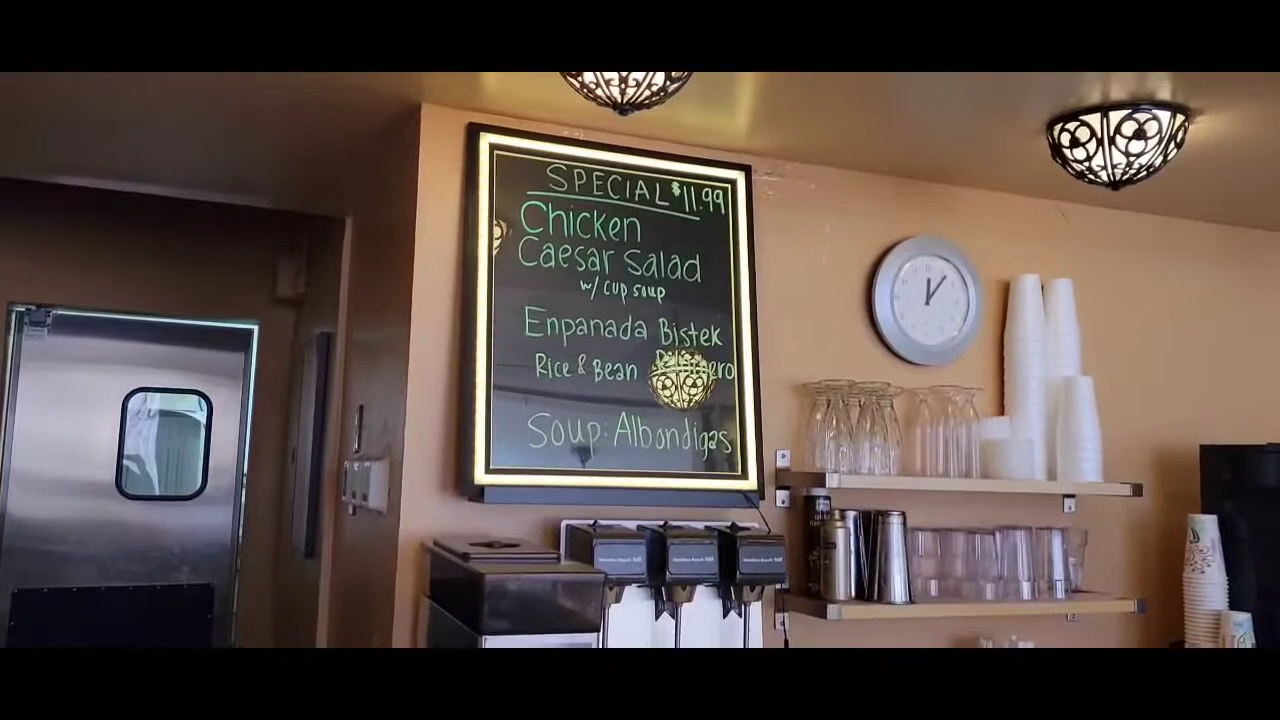 SPECIAL $11.99
Chicken
Caesar Salad
w/ cup soup
Enpanada Bistek
Rice & Bean
Soup: Albondigas